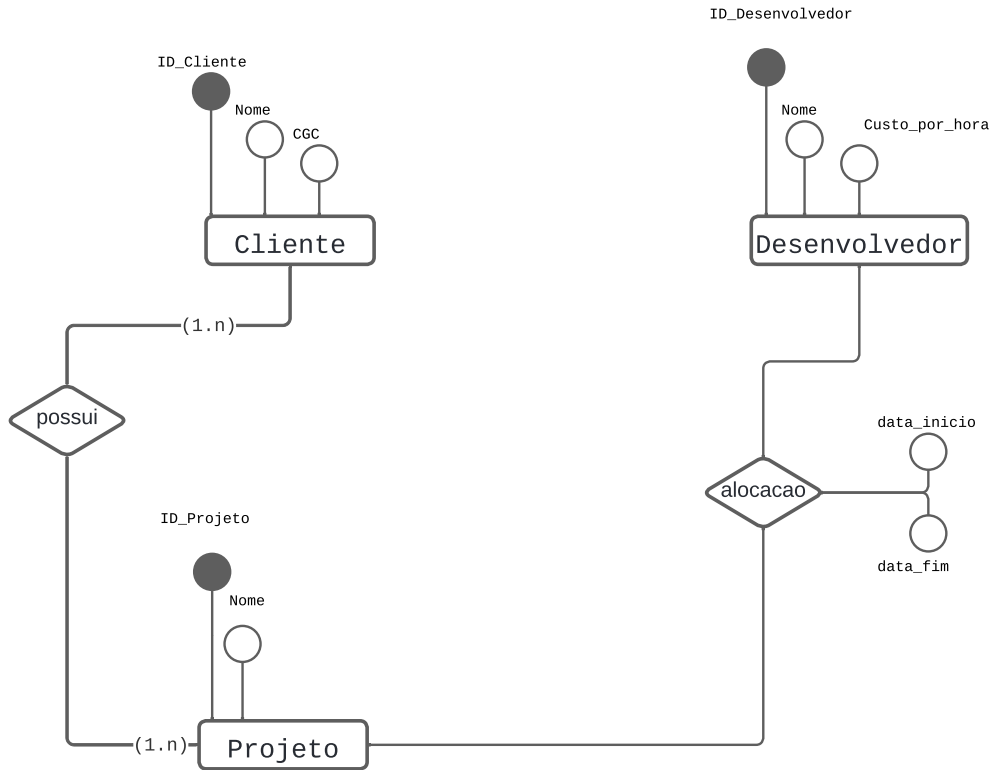 ID_Desenvolvedor
ID_Cliente
Nome
CGC
Nome
Custo_por_hora
Cliente
Desenvolvedor
(1.n)
possui
data_inicio
alocacao
data_fim
ID_Projeto
Nome
(1.n)
Projeto